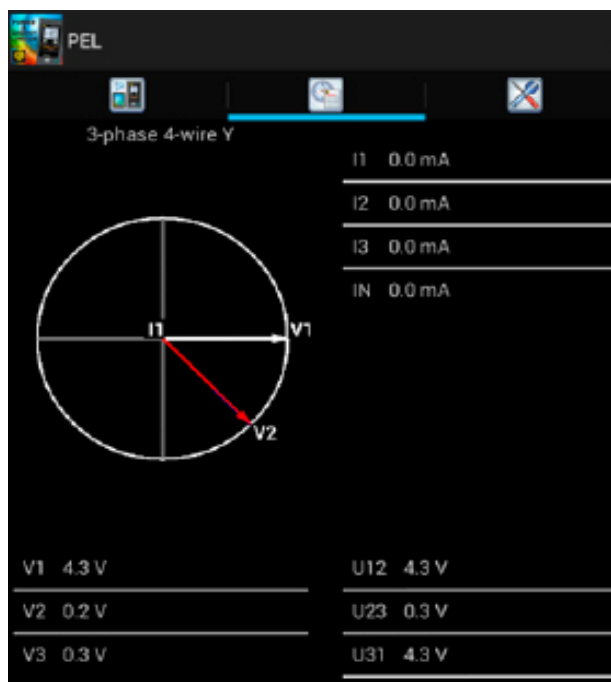 PEL
3-phase 4-wire Y
I1 0.0 mA
I2 0.0 mA
I3 0.0 mA
IN 0.0 mA
I1
V1
V2
V1 4.3 V
V2 0.2 V
V3 0.3 V
U12 4.3 V
U23 0.3 V
U31 4.3 V